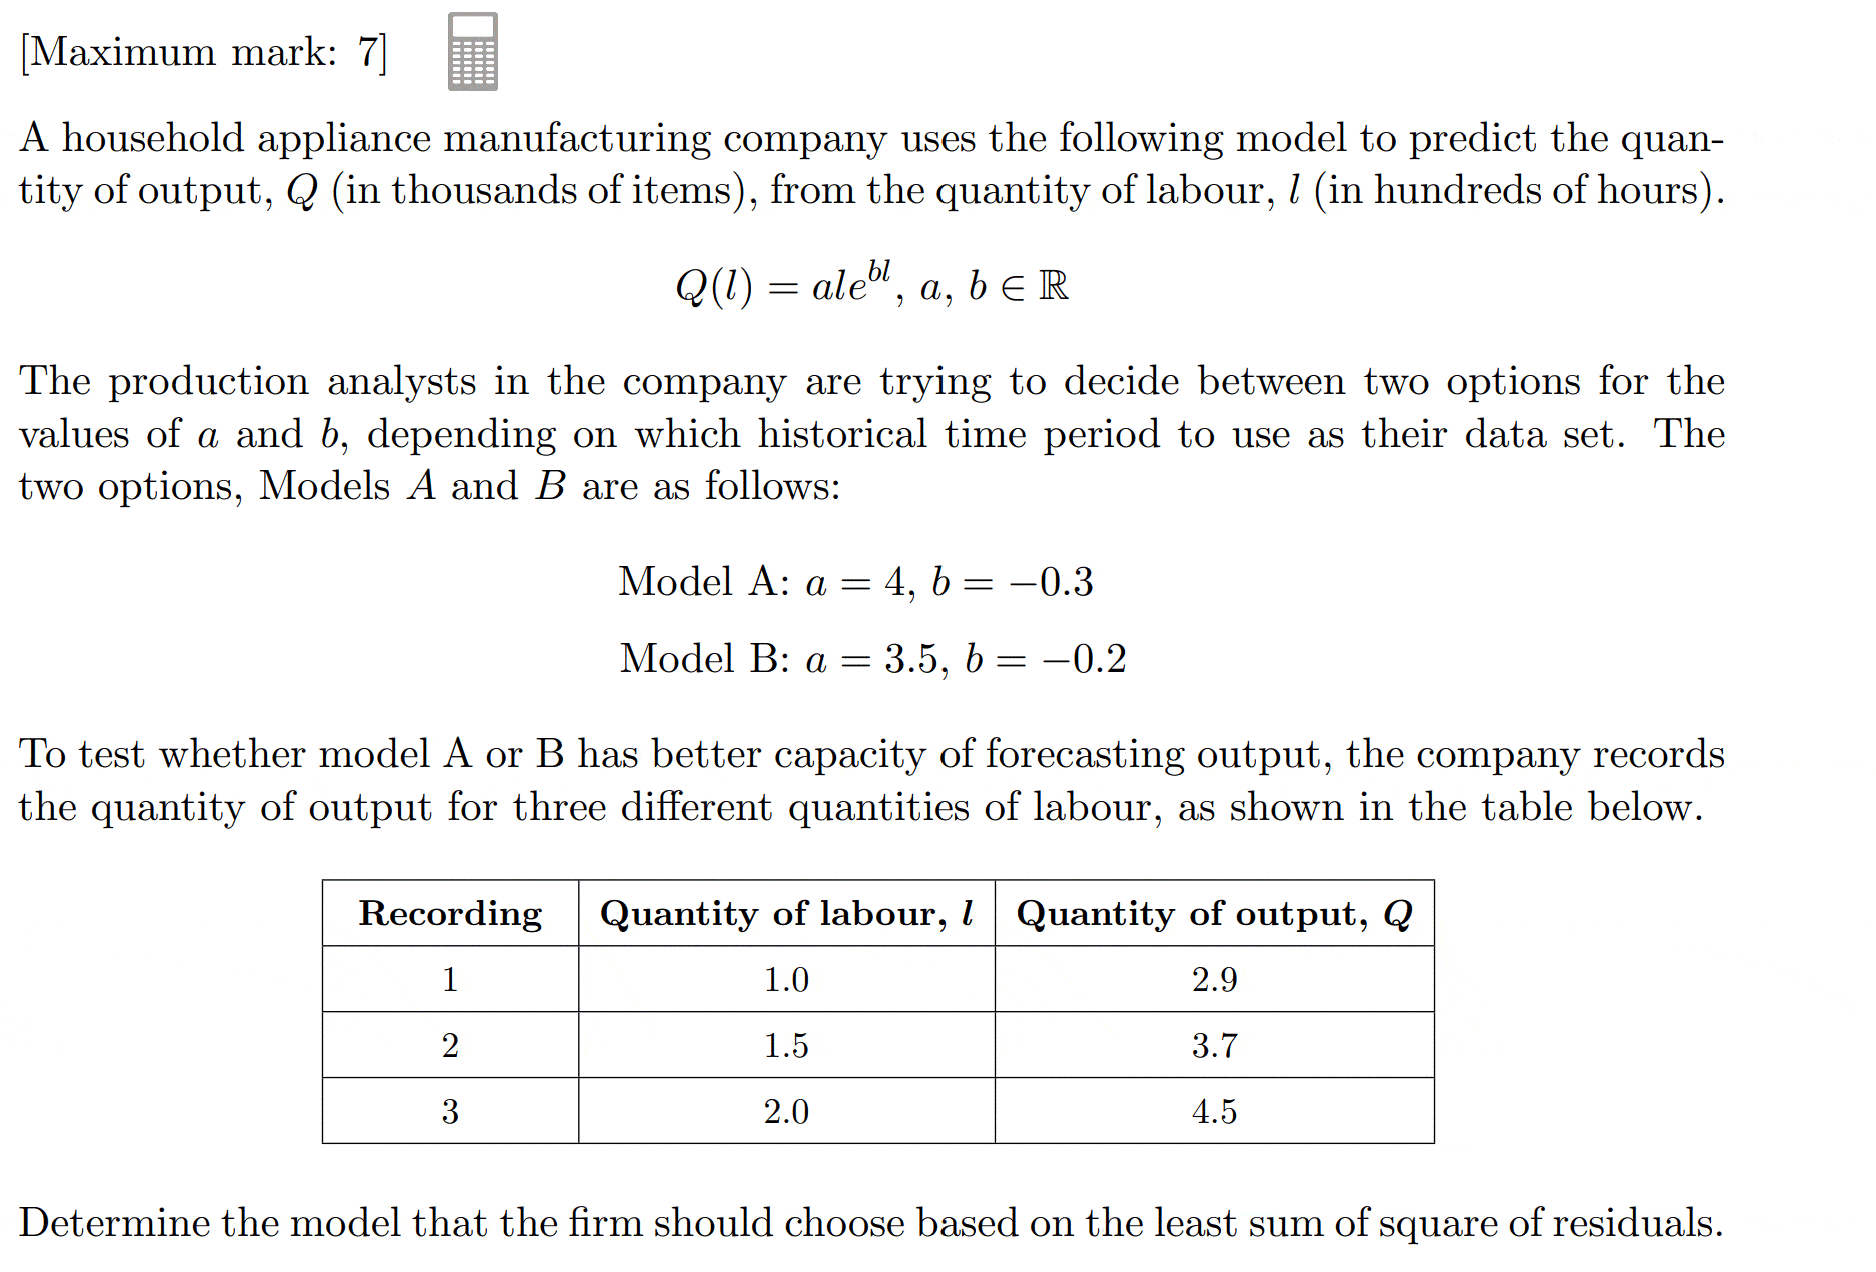 [Maximum mark: 7]
A household appliance manufacturing company uses the following model to predict the quan-
tity of output, Q (in thousands of items), from the quantity of labour, l (in hundreds of hours).
Q(l) = ale^{bl}, a, b ∈ ℝ
The production analysts in the company are trying to decide between two options for the
values of a and b, depending on which historical time period to use as their data set. The
two options, Models A and B are as follows:
Model A: a = 4, b = −0.3
Model B: a = 3.5, b = −0.2
To test whether model A or B has better capacity of forecasting output, the company records
the quantity of output for three different quantities of labour, as shown in the table below.
Recording Quantity of labour, l Quantity of output, Q
1 1.0 2.9
2 1.5 3.7
3 2.0 4.5
Determine the model that the firm should choose based on the least sum of square of residuals.